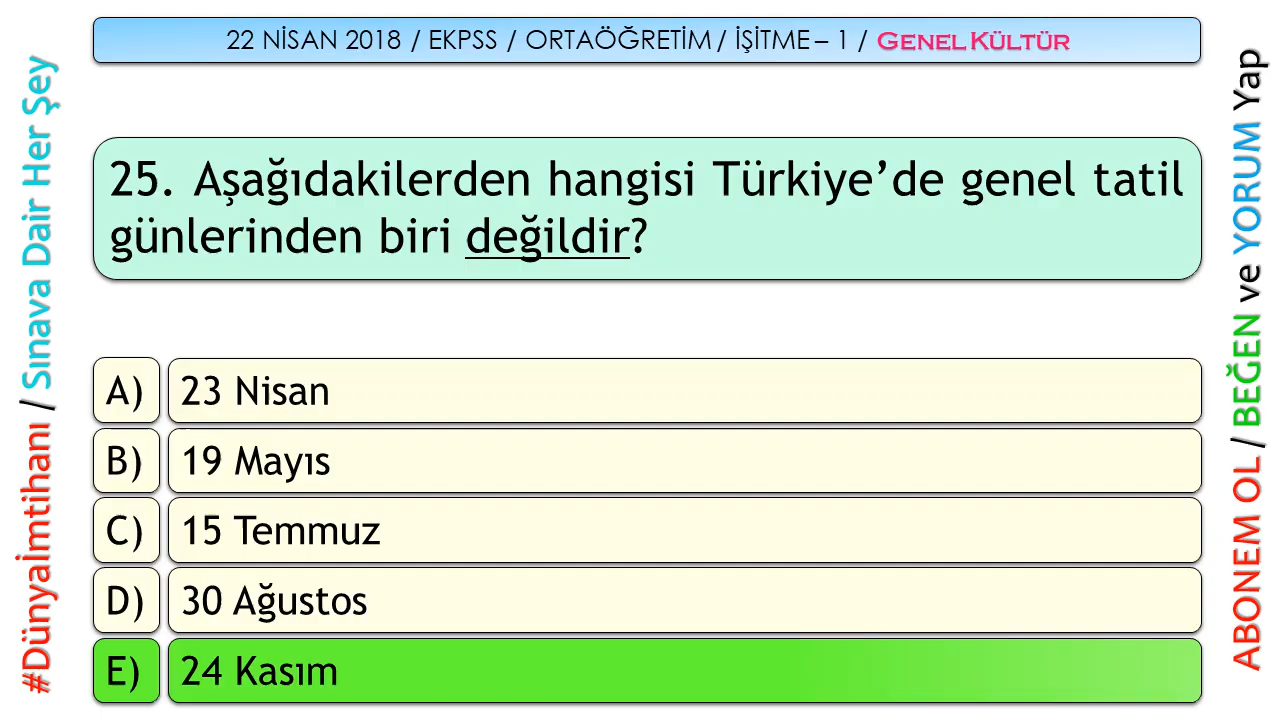 22 NİSAN 2018 / EKPSS / ORTAÖĞRETİM / İŞİTME – 1 / GENEL KÜLTÜR
25. Aşağıdakilerden hangisi Türkiye’de genel tatil
günlerinden biri değildir?
A) 23 Nisan
B) 19 Mayıs
C) 15 Temmuz
D) 30 Ağustos
E) 24 Kasım
#Dünyaİmtihanı / Sınava Dair Her Şey
ABONEM OL / BEĞEN ve YORUM Yap